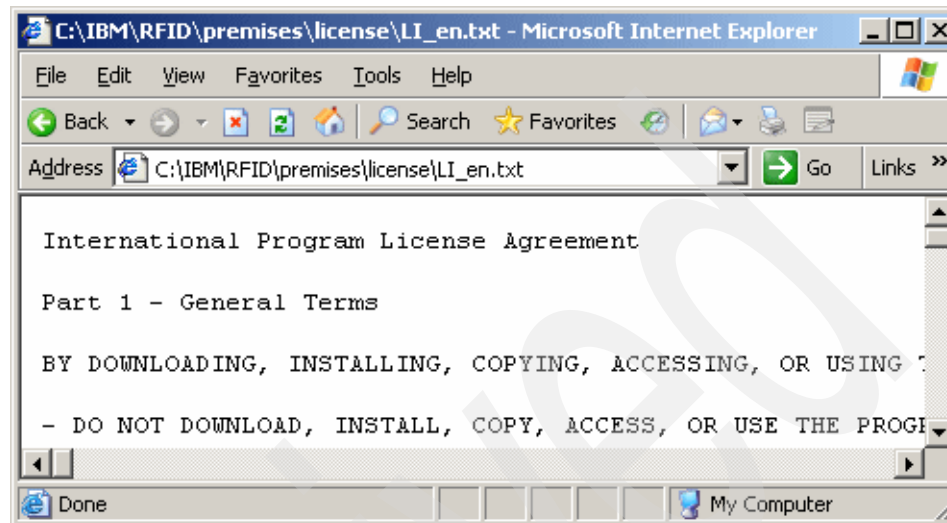 C:\IBM\RFID\premises\license\LI_en.txt - Microsoft Internet Explorer
File Edit View Favorites Tools Help
Back Search Favorites
Address C:\IBM\RFID\premises\license\LI_en.txt Go Links »
International Program License Agreement
Part 1 - General Terms
BY DOWNLOADING, INSTALLING, COPYING, ACCESSING, OR USING
- DO NOT DOWNLOAD, INSTALL, COPY, ACCESS, OR USE THE
Done My Computer